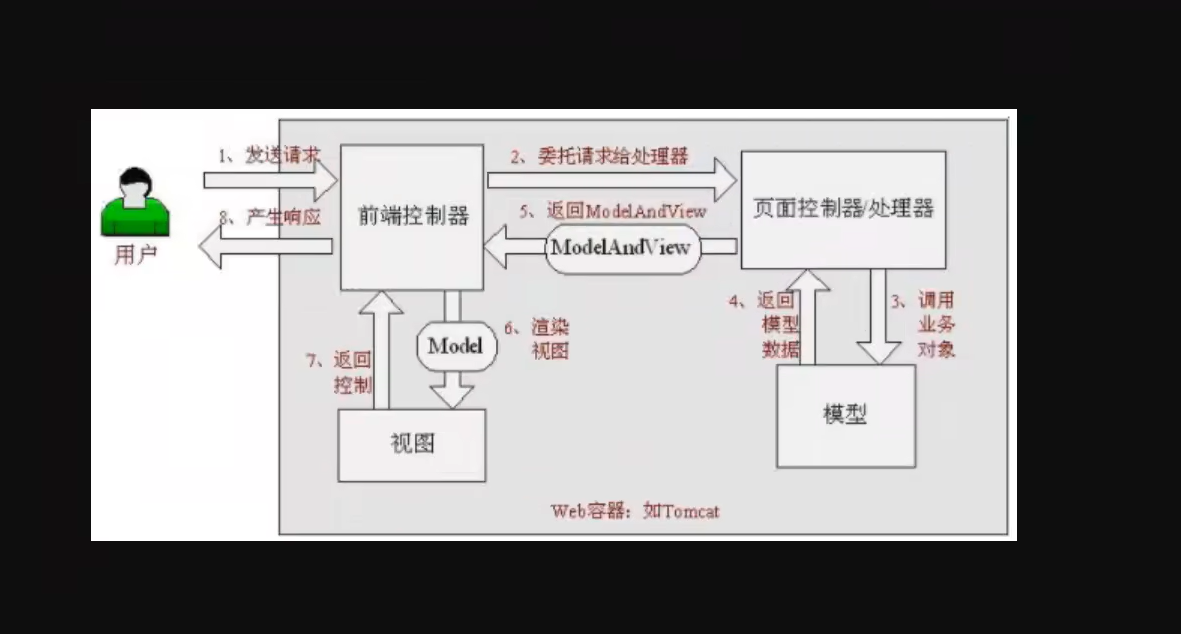 1、发送请求
2、委托请求给处理器
8、产生响应
用户
前端控制器
5、返回ModelAndView
ModelAndView
页面控制器/处理器
4、返回
模型
数据
3、调用
业务
对象
6、渲染
视图
Model
7、返回
控制
视图
模型
Web容器：如Tomcat